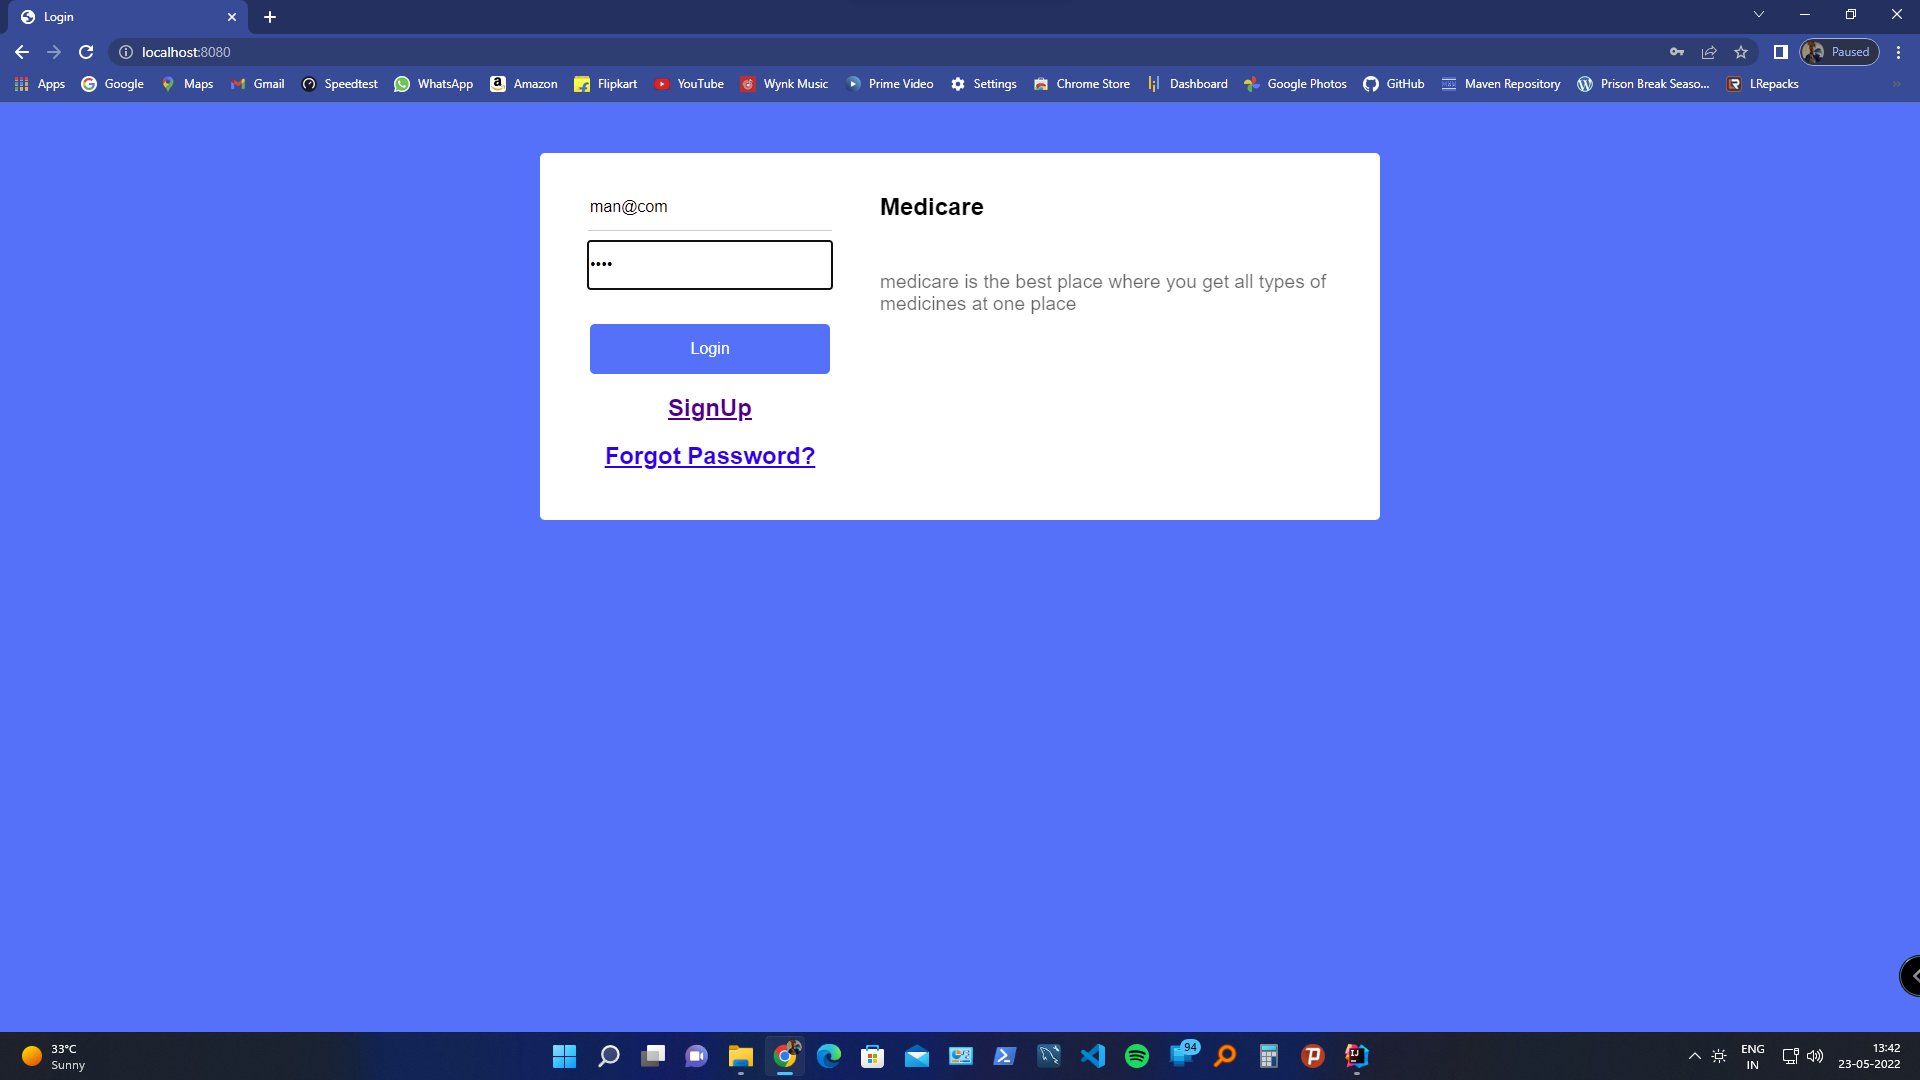 Login
localhost:8080
Paused
Apps
Google
Maps
Gmail
Speedtest
WhatsApp
Amazon
Flipkart
YouTube
Wynk Music
Prime Video
Settings
Chrome Store
Dashboard
Google Photos
GitHub
Maven Repository
Prison Break Seaso...
LRepacks
man@com
••••
Login
SignUp
Forgot Password?
Medicare
medicare is the best place where you get all types of
medicines at one place
33°C
Sunny
94
ENG
IN
13:42
23-05-2022